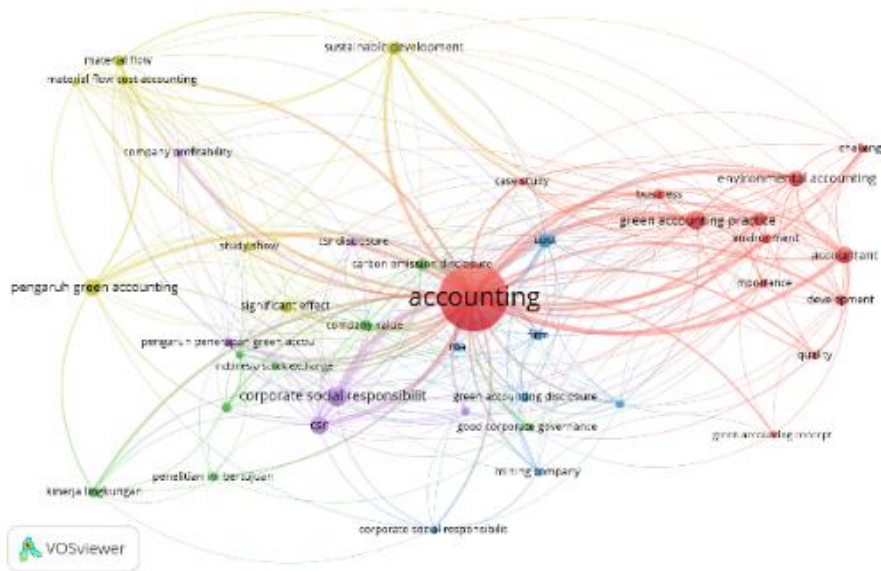 material flow
sustainable development
material flow cost accounting
company profitability
challeng
case study
environmental accounting
business
green accounting practice
environment
study show
csr disclosure
cost
carbon emission disclosure
accountant
pengaruh green accounting
accounting
importance
significant effect
development
company value
pengaruh penerapan green accou
firm
roa
indonesia stock exchange
quality
corporate social responsibilit
green accounting disclosure
csr
good corporate governance
green accounting concept
penelitian ini bertujuan
mining company
kinerja lingkungan
corporate social responsibilit
VOSviewer